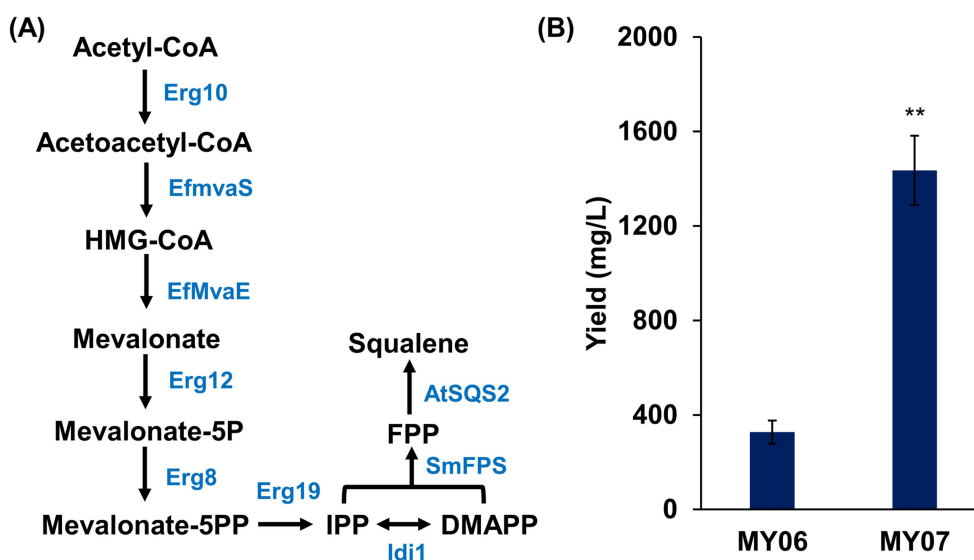 (A)
Acetyl-CoA
Erg10
Acetoacetyl-CoA
EfmvaS
HMG-CoA
EfMvaE
Mevalonate
Erg12
Mevalonate-5P
Erg8
Mevalonate-5PP
Erg19
IPP
Idi1
DMAPP
SmFPS
FPP
AtSQS2
Squalene
(B)
Yield (mg/L)
2000
1600
1200
800
400
0
**
MY06
MY07